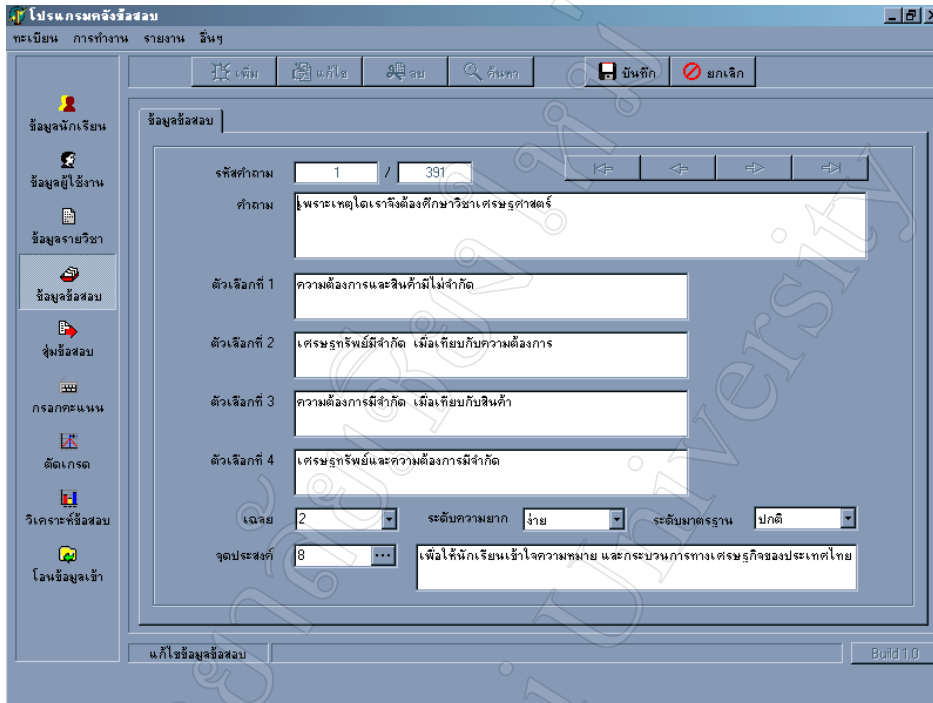 โปรแกรมคลังข้อสอบ
ทะเบียน การทำงาน รายงาน อื่นๆ
เพิ่ม แก้ไข ลบ ค้นหา บันทึก ยกเลิก
ข้อมูลนักเรียน
ข้อมูลผู้ใช้งาน
ข้อมูลรายวิชา
ข้อมูลข้อสอบ
สุ่มข้อสอบ
กรอกคะแนน
ตัดเกรด
วิเคราะห์ข้อสอบ
โอนข้อมูลเข้า
ข้อมูลข้อสอบ
รหัสคำถาม 1 / 391
คำถาม เพราะเหตุใดเราจึงต้องศึกษาวิชาเศรษฐศาสตร์
ตัวเลือกที่ 1 ความต้องการและสินค้ามีไม่จำกัด
ตัวเลือกที่ 2 เศรษฐทรัพย์มีจำกัด เมื่อเทียบกับความต้องการ
ตัวเลือกที่ 3 ความต้องการมีจำกัด เมื่อเทียบกับสินค้า
ตัวเลือกที่ 4 เศรษฐทรัพย์และความต้องการมีจำกัด
เฉลย 2 ระดับความยาก ง่าย ระดับมาตรฐาน ปกติ
จุดประสงค์ 8 ... เพื่อให้นักเรียนเข้าใจความหมาย และกระบวนการทางเศรษฐกิจของประเทศไทย
แก้ไขข้อมูลข้อสอบ Build 1.0
University